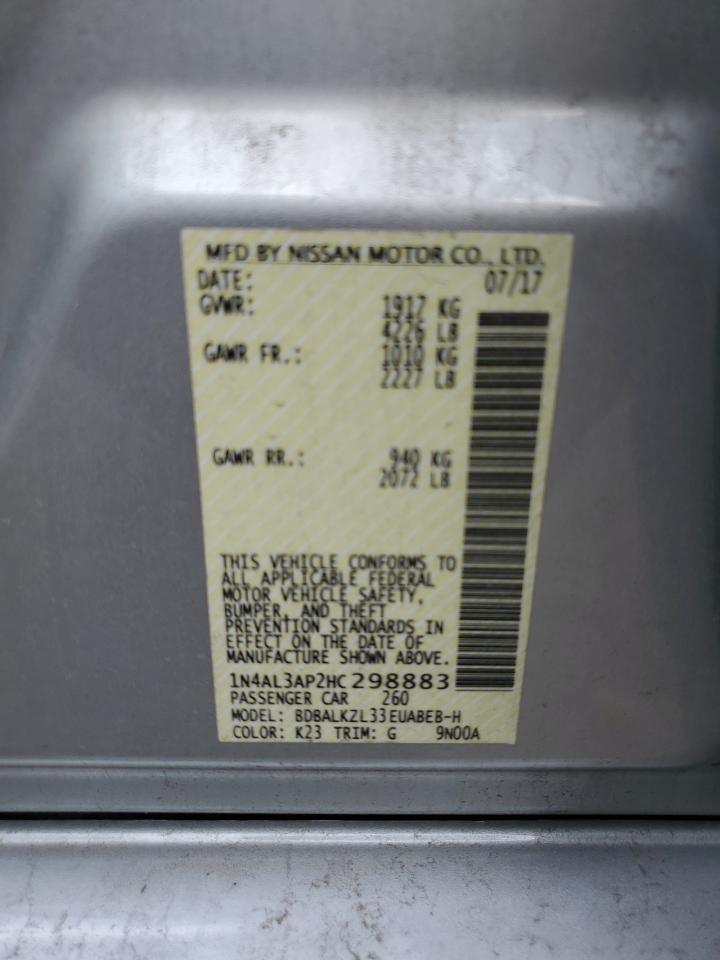 MFD BY NISSAN MOTOR CO., LTD.
DATE: 07/17
GVWR: 1917 KG
4226 LB
GAWR FR.: 1010 KG
2227 LB
GAWR RR.: 940 KG
2072 LB
THIS VEHICLE CONFORMS TO
ALL APPLICABLE FEDERAL
MOTOR VEHICLE SAFETY,
BUMPER, AND THEFT
PREVENTION STANDARDS IN
EFFECT ON THE DATE OF
MANUFACTURE SHOWN ABOVE.
1N4AL3AP2HC298883
PASSENGER CAR 260
MODEL: BDBALKZL33EUABEB-H
COLOR: K23 TRIM: G 9N00A